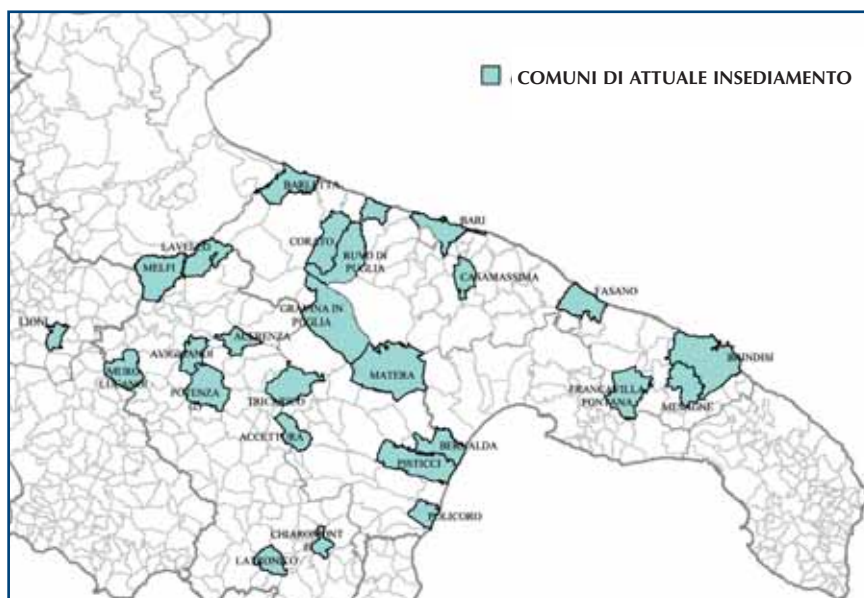 COMUNI DI ATTUALE INSEDIAMENTO
BARLETTA
BARI
CORATO
RUVO DI
PUGLIA
LAVELLO
MELFI
CASAMASSIMA
FASANO
GRAVINA IN
PUGLIA
LIONI
ACERENZA
AVIGLIANO
BRINDISI
MURO
LUCANO
MATERA
POTENZA
TRICARICO
FRANCAVILLA
FONTANA
MESAGNE
ACCETTURA
BERNALDA
PISTICCI
POLICORO
CHIAROMONT
E
LATRONICO